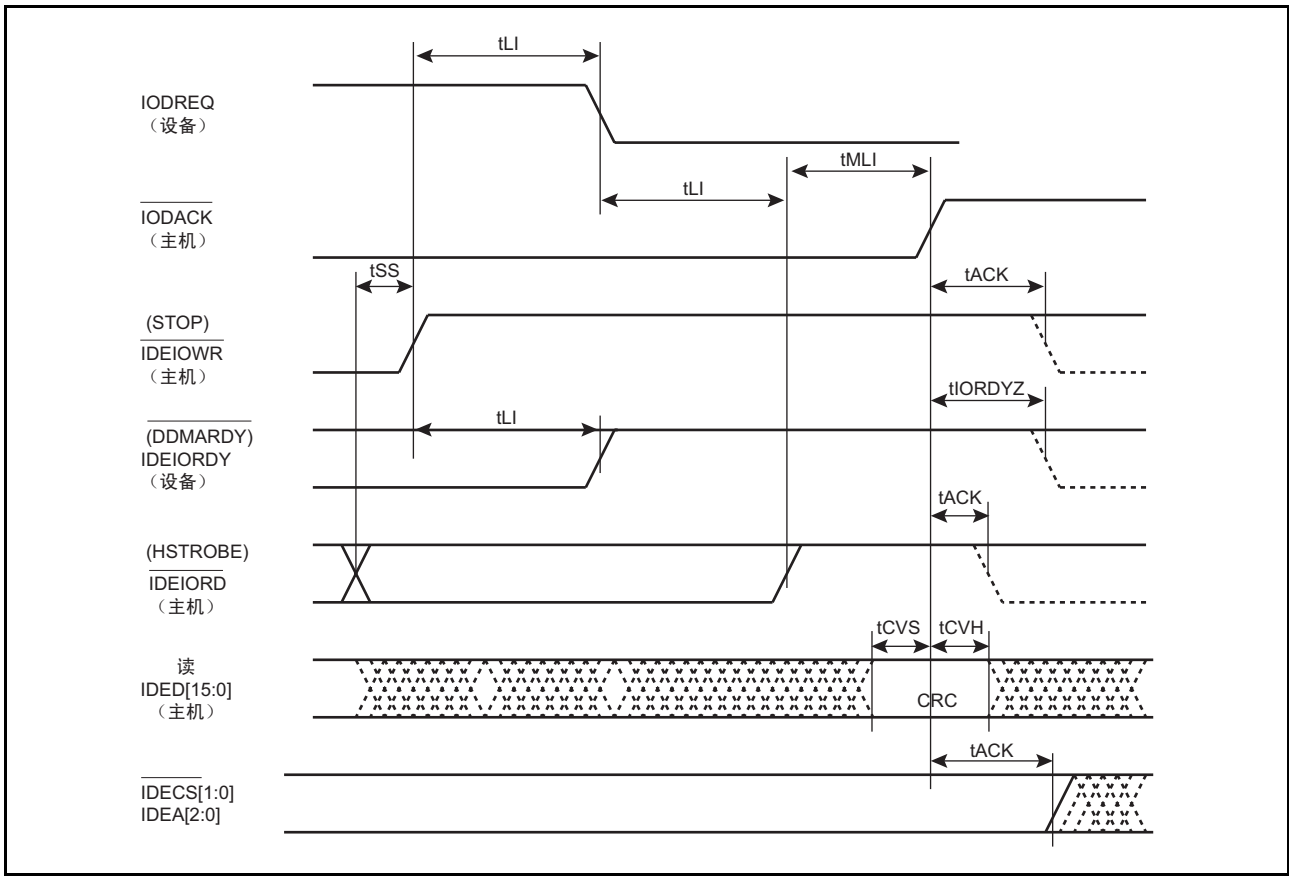 tLI
IODREQ
（设备）
tMLI
tLI
IODACK
（主机）
tSS
tACK
(STOP)
IDEIOWR
（主机）
tIORDYZ
tLI
(DDMARDY)
IDEIORDY
（设备）
tACK
(HSTROBE)
IDEIORD
（主机）
tCVS
tCVH
读
IDED[15:0]
（主机）
CRC
tACK
IDECS[1:0]
IDEA[2:0]